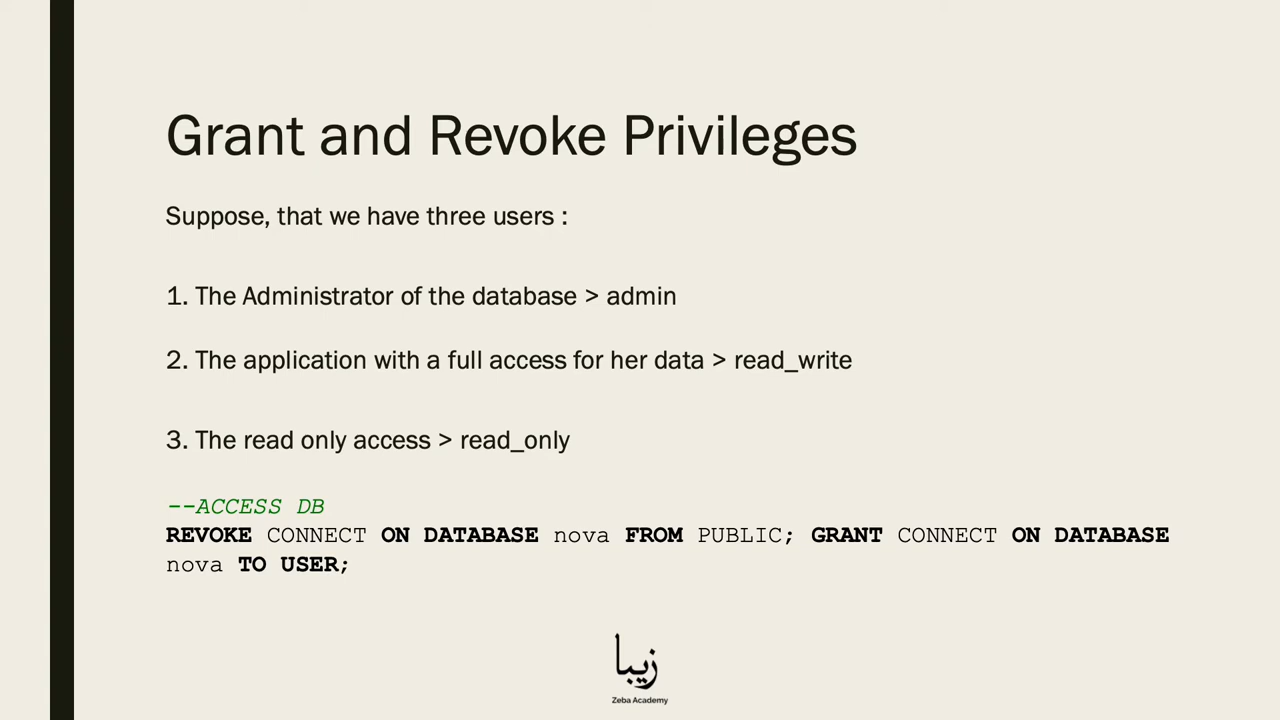 Grant and Revoke Privileges
Suppose, that we have three users :
1. The Administrator of the database > admin
2. The application with a full access for her data > read_write
3. The read only access > read_only
--ACCESS DB
REVOKE CONNECT ON DATABASE nova FROM PUBLIC; GRANT CONNECT ON DATABASE
nova TO USER;
زیبا
Zeba Academy